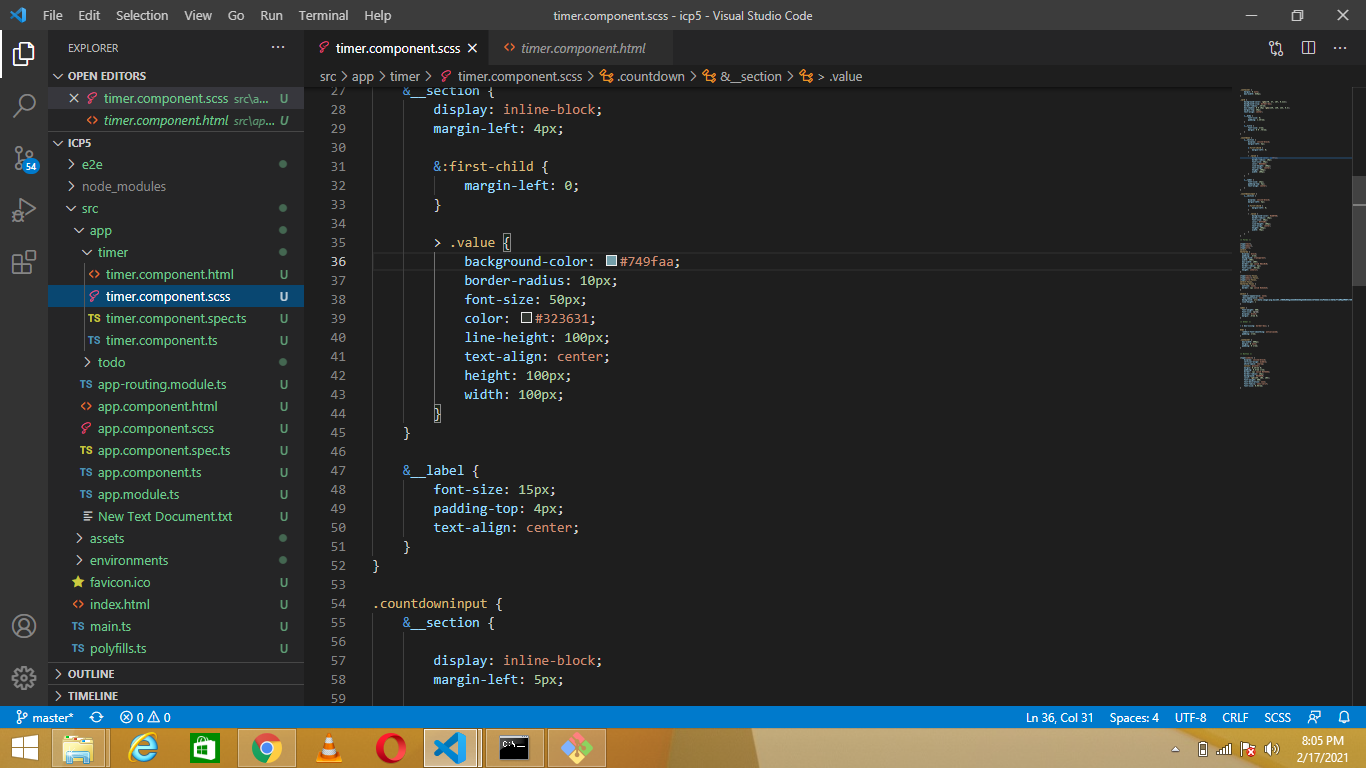 File Edit Selection View Go Run Terminal Help
timer.component.scss - icp5 - Visual Studio Code
EXPLORER
OPEN EDITORS
timer.component.scss src\a... U
timer.component.html src\ap... U
ICP5
e2e
node_modules
src
app
timer
timer.component.html U
timer.component.scss U
TS timer.component.spec.ts U
TS timer.component.ts U
todo
TS app-routing.module.ts U
app.component.html U
app.component.scss U
TS app.component.spec.ts U
TS app.component.ts U
TS app.module.ts U
New Text Document.txt U
assets
environments
favicon.ico U
index.html U
TS main.ts U
TS polyfills.ts U
OUTLINE
TIMELINE
54
timer.component.scss
timer.component.html
src > app > timer > timer.component.scss > .countdown > &__section > > .value
27 &__section {
28 display: inline-block;
29 margin-left: 4px;
30
31 &:first-child {
32 margin-left: 0;
33 }
34
35 > .value {
36 background-color: #749faa;
37 border-radius: 10px;
38 font-size: 50px;
39 color: #323631;
40 line-height: 100px;
41 text-align: center;
42 height: 100px;
43 width: 100px;
44 }
45 }
46
47 &__label {
48 font-size: 15px;
49 padding-top: 4px;
50 text-align: center;
51 }
52 }
53
54 .countdowninput {
55 &__section {
56
57 display: inline-block;
58 margin-left: 5px;
59
master* 0 0
Ln 36, Col 31 Spaces: 4 UTF-8 CRLF SCSS
8:05 PM
2/17/2021